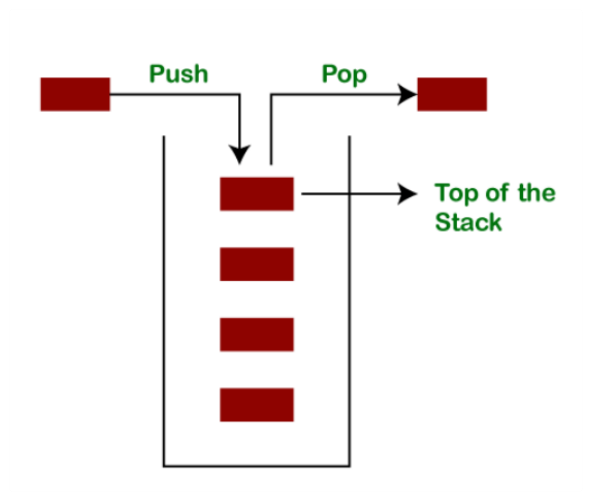 Push
Pop
Top of the
Stack